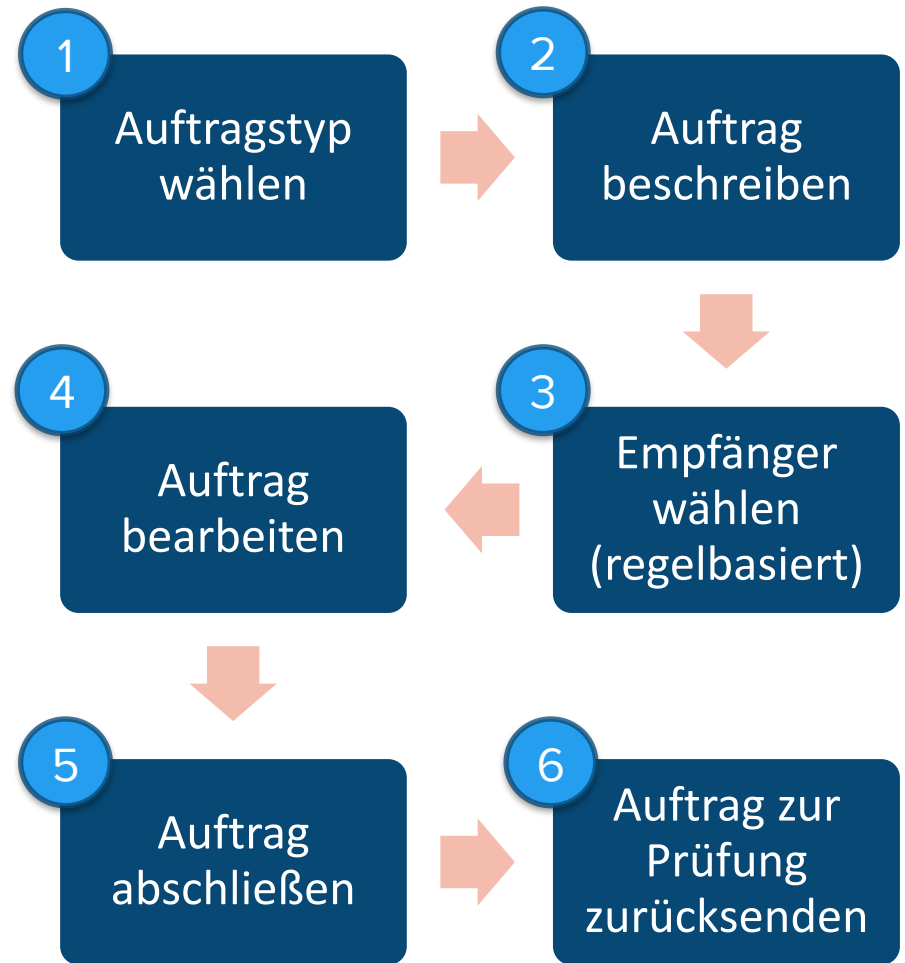 1
Auftragstyp
wählen
2
Auftrag
beschreiben
3
Empfänger
wählen
(regelbasiert)
4
Auftrag
bearbeiten
5
Auftrag
abschließen
6
Auftrag zur
Prüfung
zurücksenden